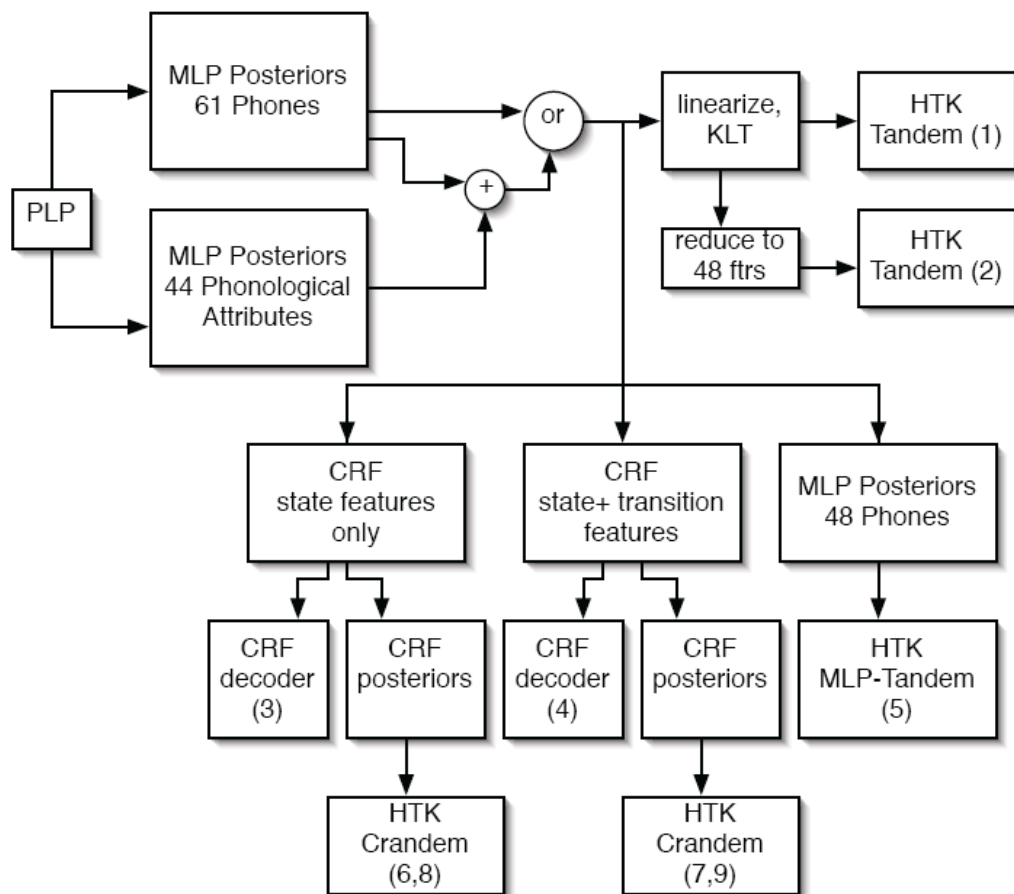 MLP Posteriors
61 Phones
or
linearize,
KLT
HTK
Tandem (1)
PLP
+
MLP Posteriors
44 Phonological
Attributes
reduce to
48 ftrs
HTK
Tandem (2)
CRF
state features
only
CRF
state+ transition
features
MLP Posteriors
48 Phones
CRF
decoder
(3)
CRF
posteriors
CRF
decoder
(4)
CRF
posteriors
HTK
MLP-Tandem
(5)
HTK
Crandem
(6,8)
HTK
Crandem
(7,9)